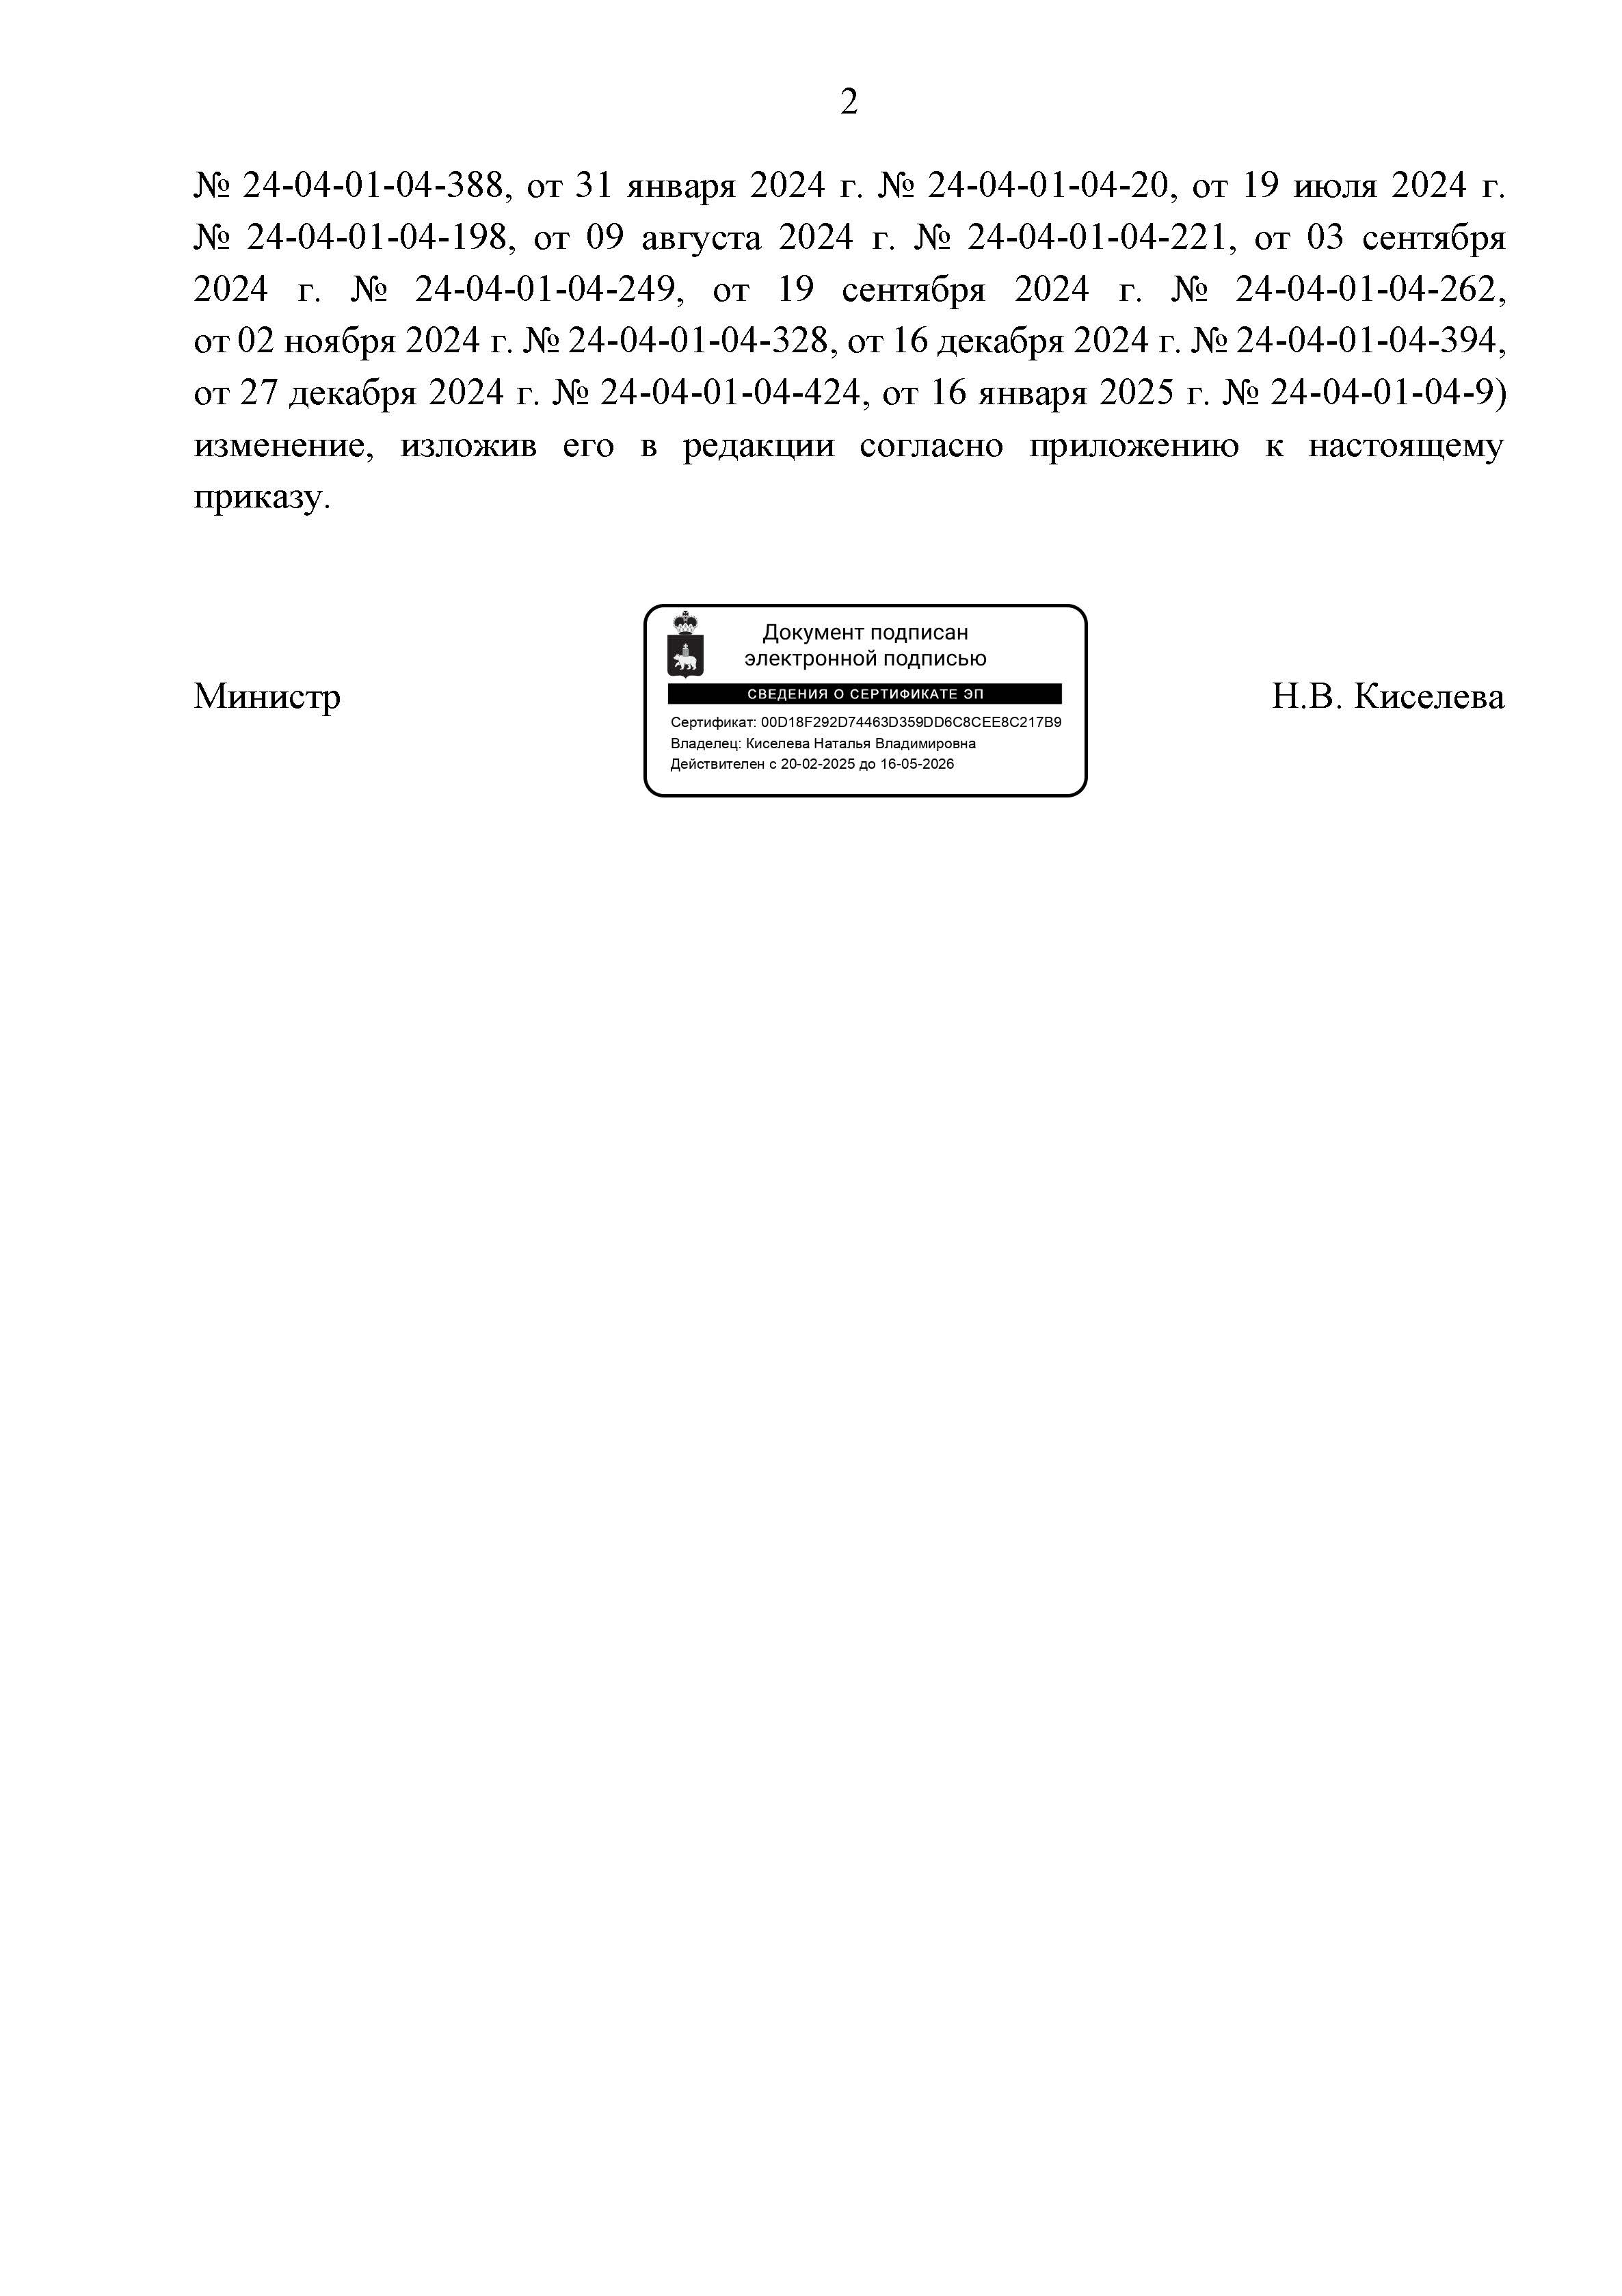 2
№ 24-04-01-04-388, от 31 января 2024 г. № 24-04-01-04-20, от 19 июля 2024 г.
№ 24-04-01-04-198, от 09 августа 2024 г. № 24-04-01-04-221, от 03 сентября
2024 г. № 24-04-01-04-249, от 19 сентября 2024 г. № 24-04-01-04-262,
от 02 ноября 2024 г. № 24-04-01-04-328, от 16 декабря 2024 г. № 24-04-01-04-394,
от 27 декабря 2024 г. № 24-04-01-04-424, от 16 января 2025 г. № 24-04-01-04-9)
изменение, изложив его в редакции согласно приложению к настоящему
приказу.
Министр
Документ подписан
электронной подписью
СВЕДЕНИЯ О СЕРТИФИКАТЕ ЭП
Сертификат: 00D18F292D74463D359DD6C8CEE8C217B9
Владелец: Киселева Наталья Владимировна
Действителен с 20-02-2025 до 16-05-2026
Н.В. Киселева